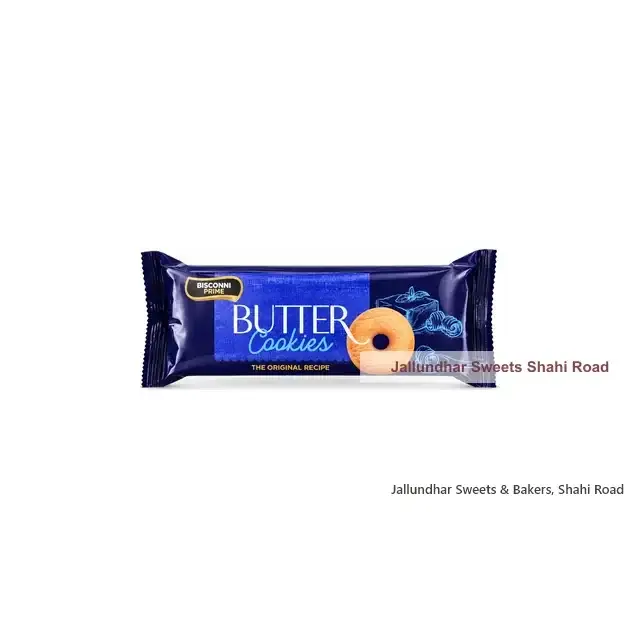 BISCONNI
PRIME
BUTTER
Cookies
THE ORIGINAL RECIPE
Jallundhar Sweets Shahi Road
Jallundhar Sweets & Bakers, Shahi Road